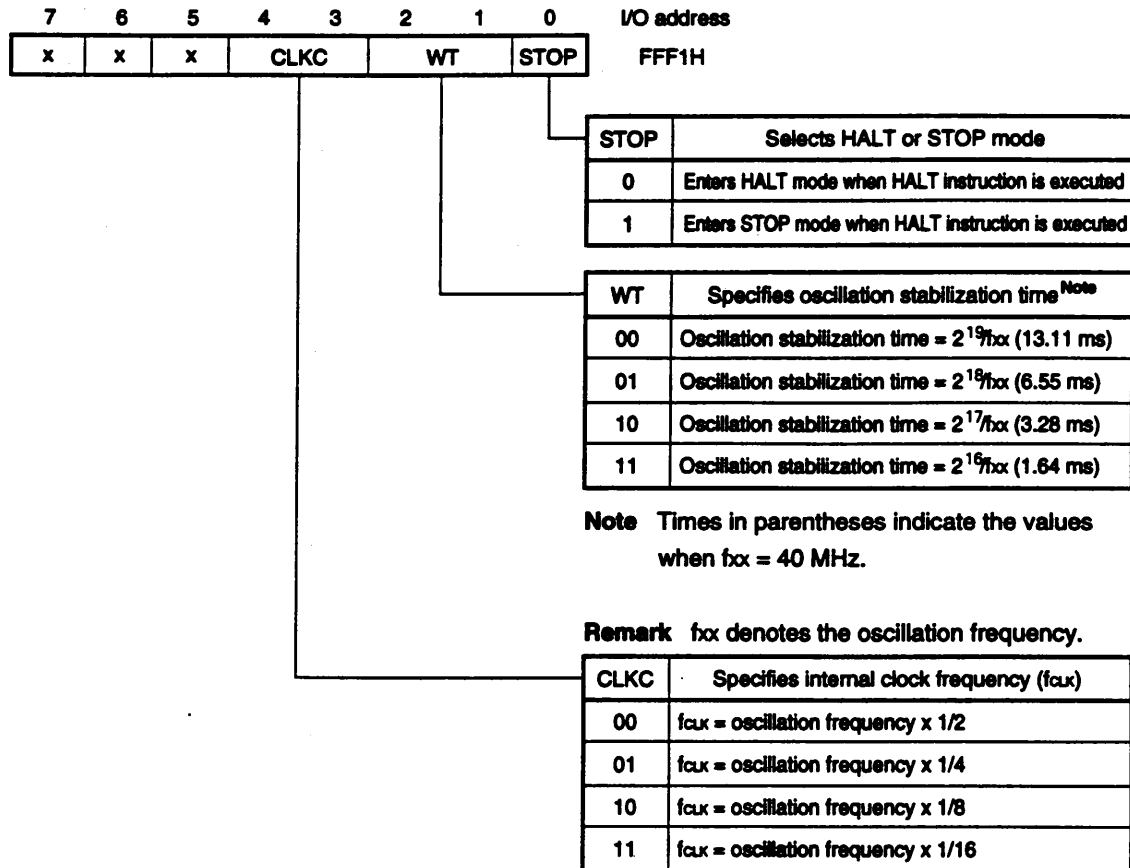 7 6 5 4 3 2 1 0 I/O address
x x x CLKC WT STOP FFF1H
STOP Selects HALT or STOP mode
0 Enters HALT mode when HALT instruction is executed
1 Enters STOP mode when HALT instruction is executed
WT Specifies oscillation stabilization time Note
00 Oscillation stabilization time = 2^19/fxx (13.11 ms)
01 Oscillation stabilization time = 2^18/fxx (6.55 ms)
10 Oscillation stabilization time = 2^17/fxx (3.28 ms)
11 Oscillation stabilization time = 2^16/fxx (1.64 ms)
Note Times in parentheses indicate the values
when fxx = 40 MHz.
Remark fxx denotes the oscillation frequency.
CLKC Specifies internal clock frequency (fCLK)
00 fCLK = oscillation frequency x 1/2
01 fCLK = oscillation frequency x 1/4
10 fCLK = oscillation frequency x 1/8
11 fCLK = oscillation frequency x 1/16